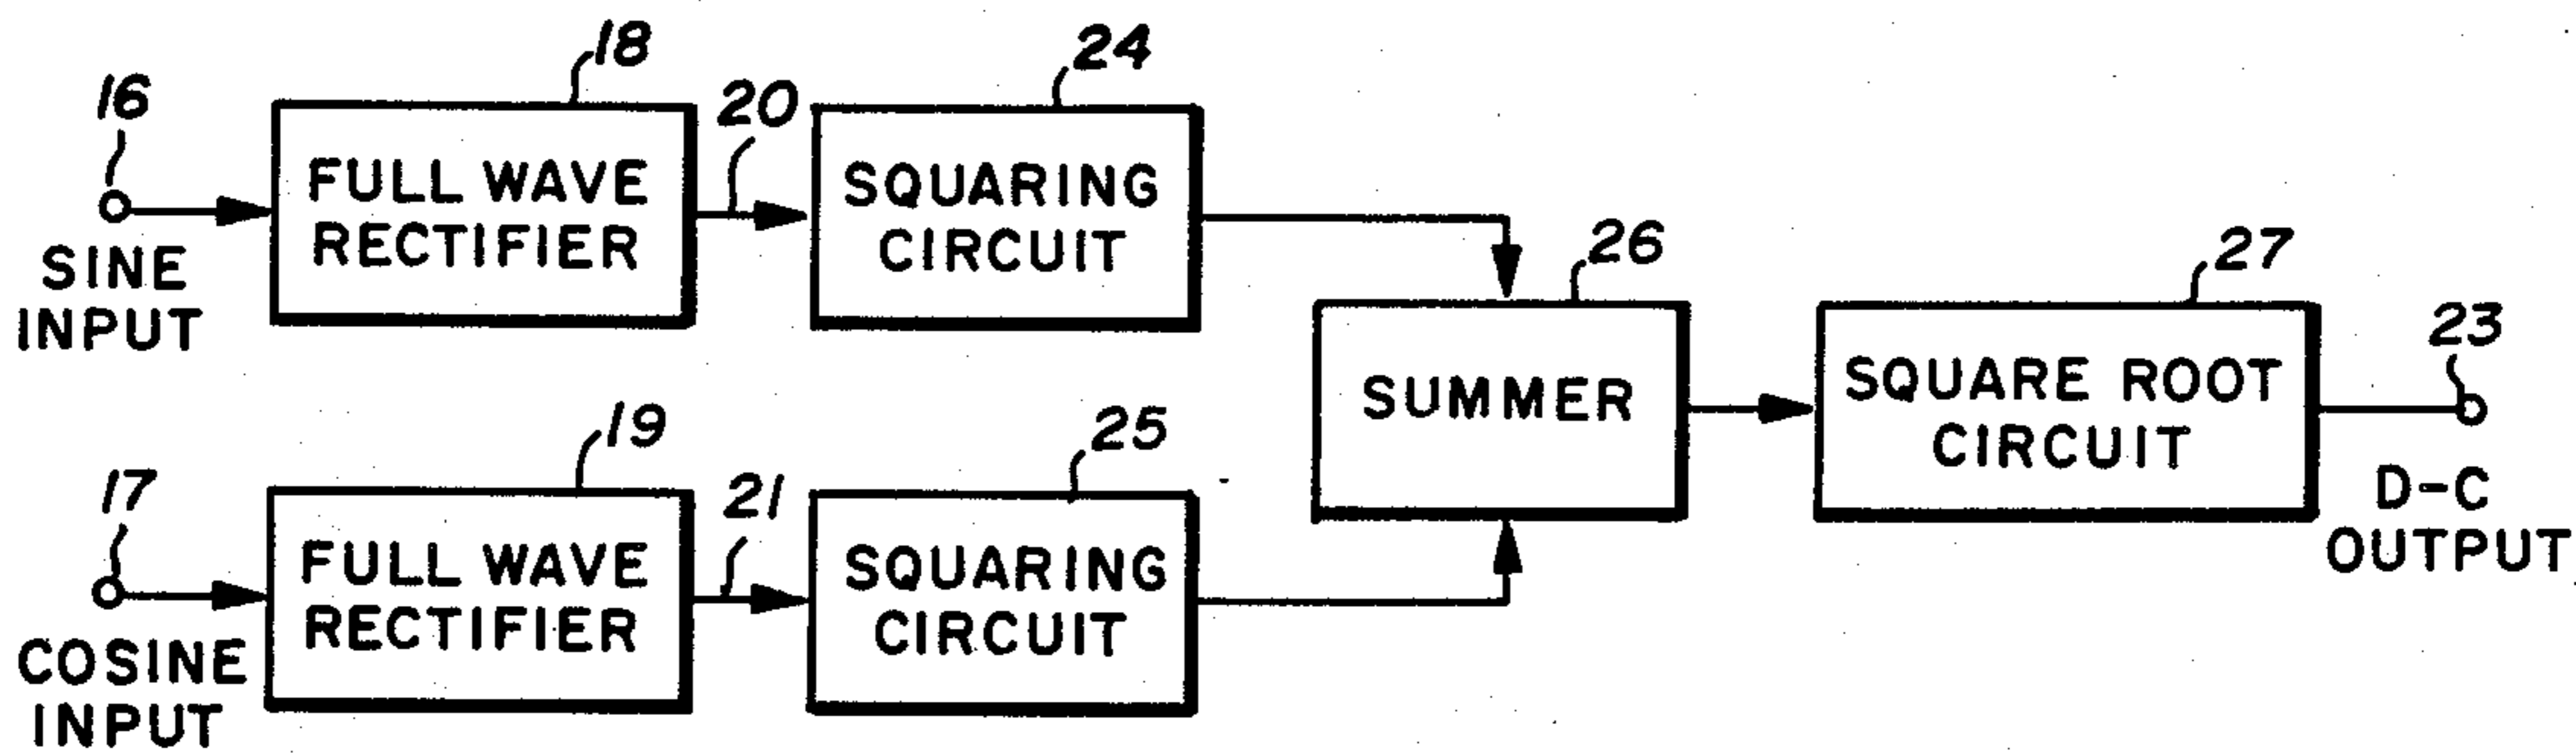 16
SINE
INPUT
18
FULL WAVE
RECTIFIER
20
24
SQUARING
CIRCUIT
17
COSINE
INPUT
19
FULL WAVE
RECTIFIER
21
25
SQUARING
CIRCUIT
26
SUMMER
27
SQUARE ROOT
CIRCUIT
23
D-C
OUTPUT